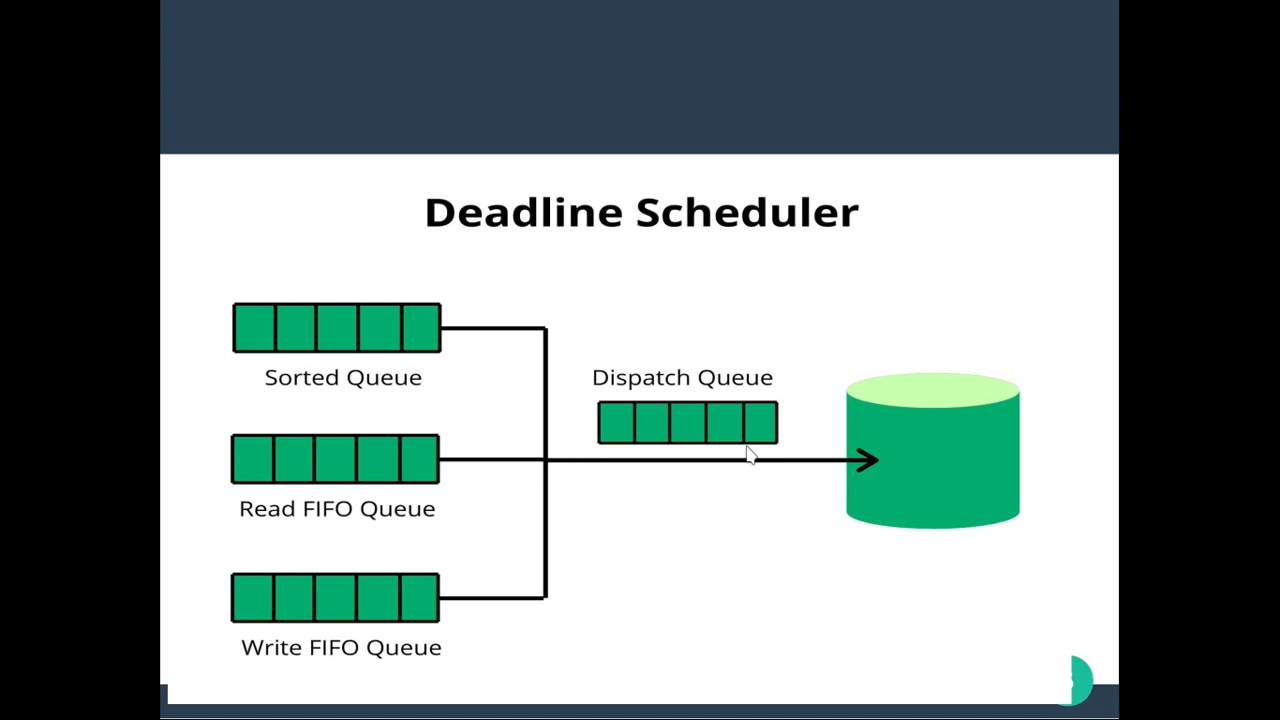 Deadline Scheduler
Sorted Queue
Dispatch Queue
Read FIFO Queue
Write FIFO Queue